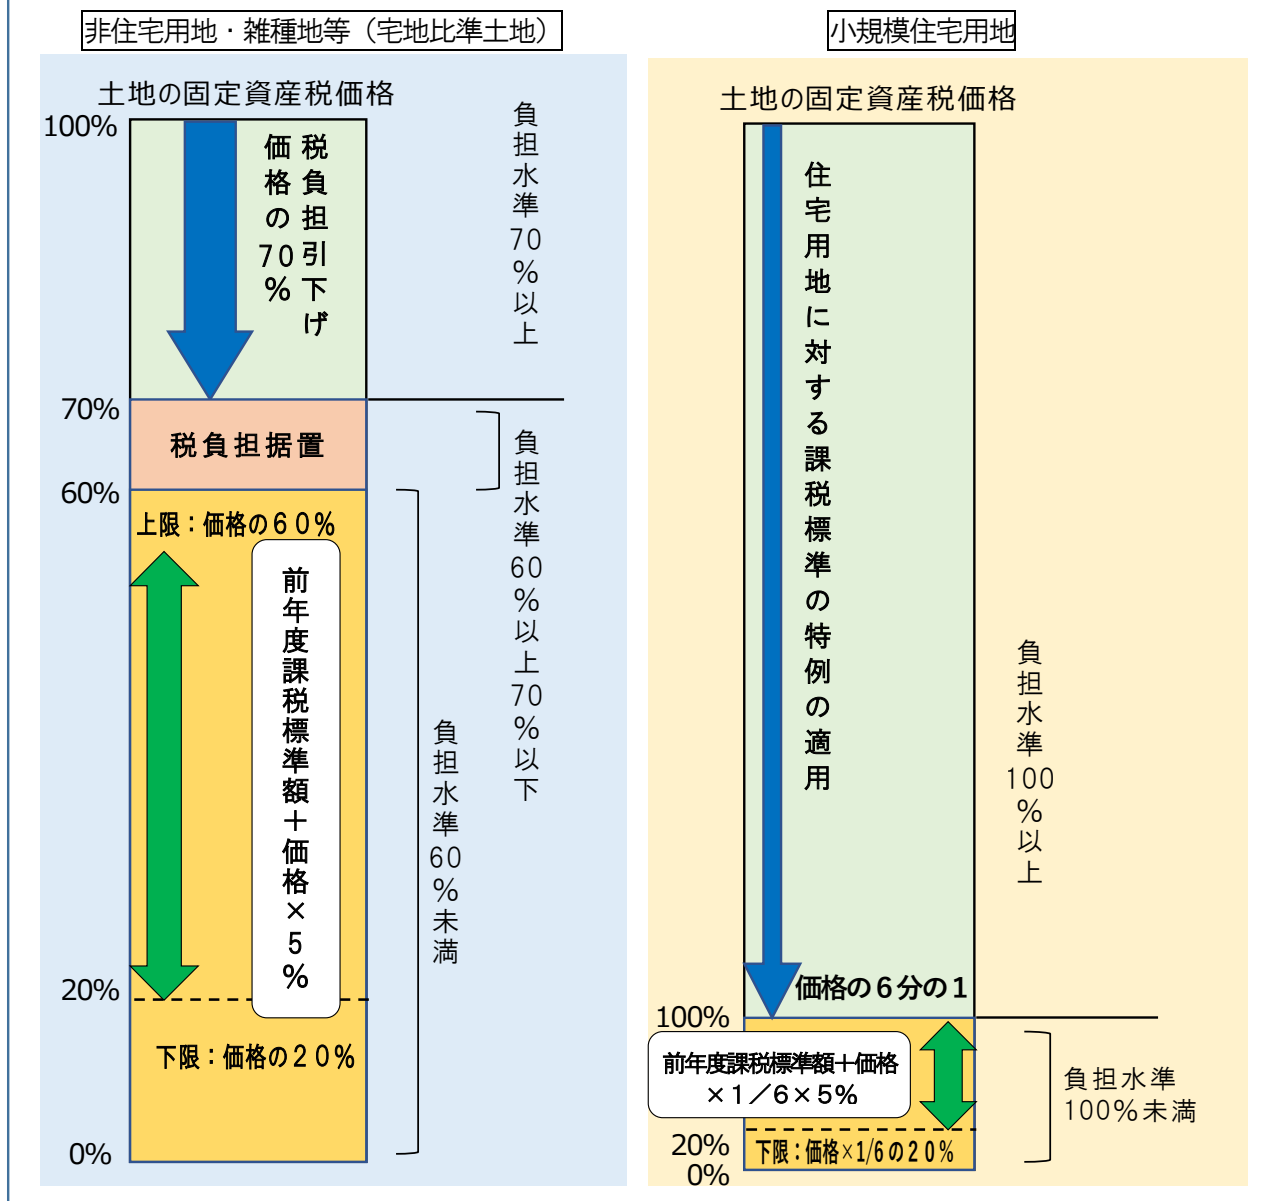 非住宅用地・雑種地等（宅地比準土地）
土地の固定資産税価格
100%
税負担引下げ
価格の70%
負担水準70%以上
70%
税負担据置
60%
負担水準60%以上70%以下
上限：価格の６０％
前年度課税標準額＋価格×５％
負担水準60%未満
20%
下限：価格の２０％
0%
小規模住宅用地
土地の固定資産税価格
住宅用地に対する課税標準の特例の適用
負担水準100%以上
価格の６分の１
100%
前年度課税標準額＋価格
×１／６×５％
負担水準
100%未満
20%
下限：価格×1/6の２０％
0%